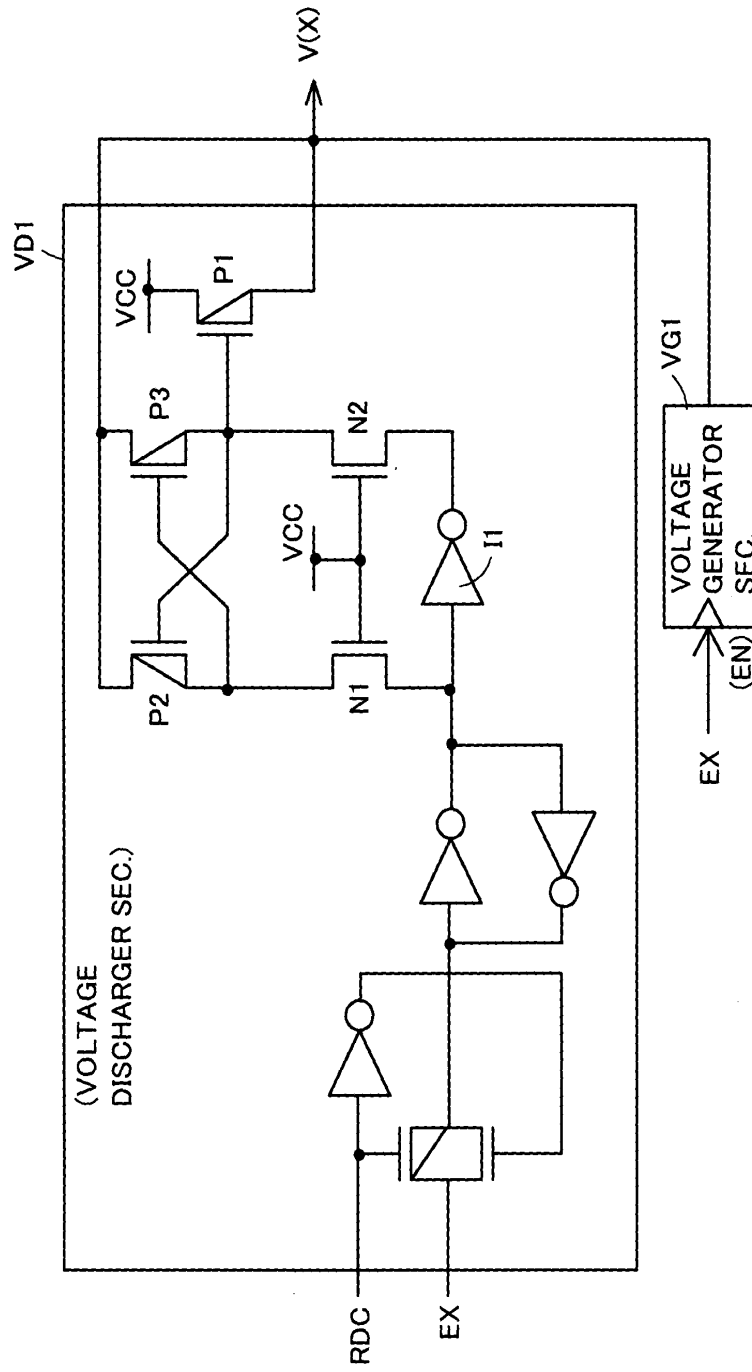 VD1
(VOLTAGE
DISCHARGER SEC.)
VCC
P2
P3
P1
V(X)
VCC
N1
N2
I1
RDC
EX
VG1
VOLTAGE
GENERATOR
SEC.
EX
(EN)